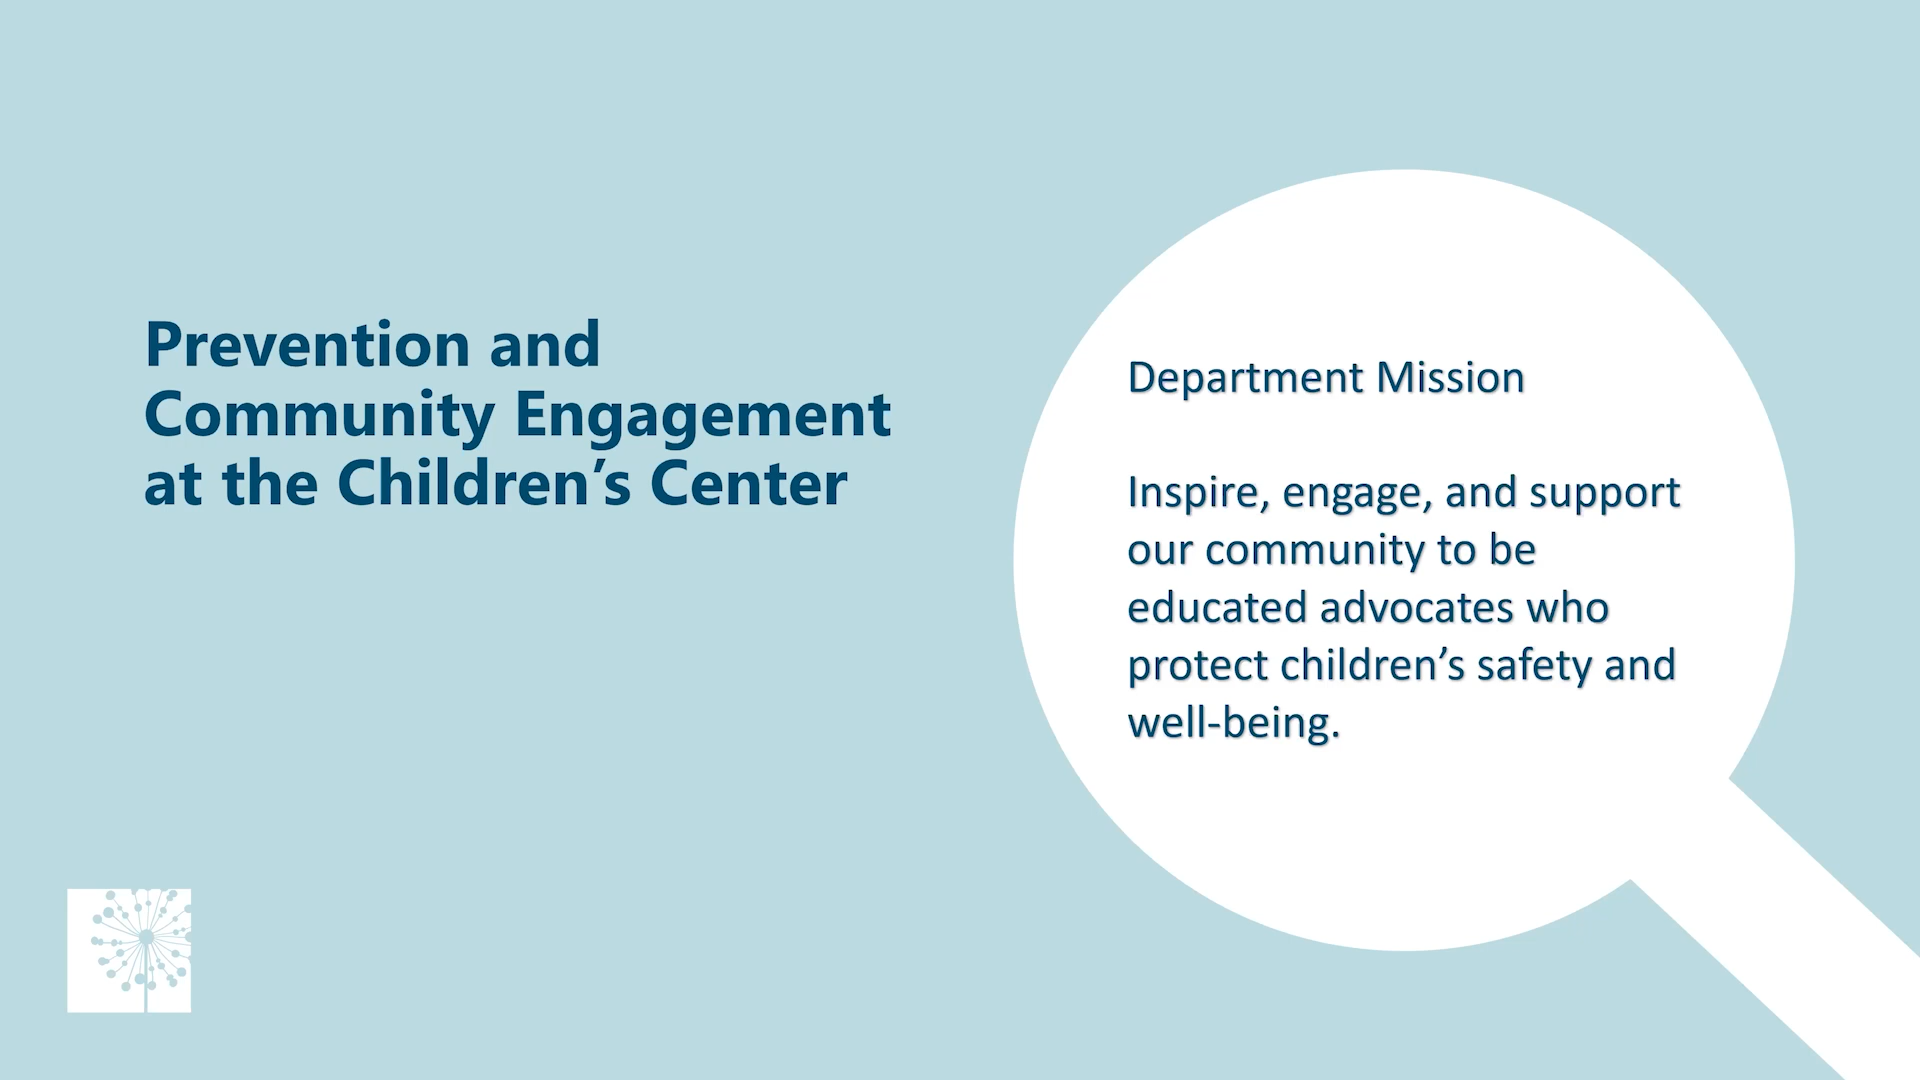 Prevention and
Community Engagement
at the Children’s Center
Department Mission
Inspire, engage, and support
our community to be
educated advocates who
protect children’s safety and
well-being.